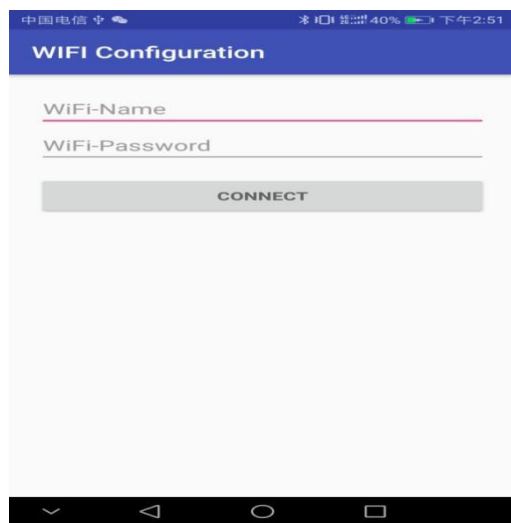 中国电信 40% 下午2:51
WIFI Configuration
WiFi-Name
WiFi-Password
CONNECT